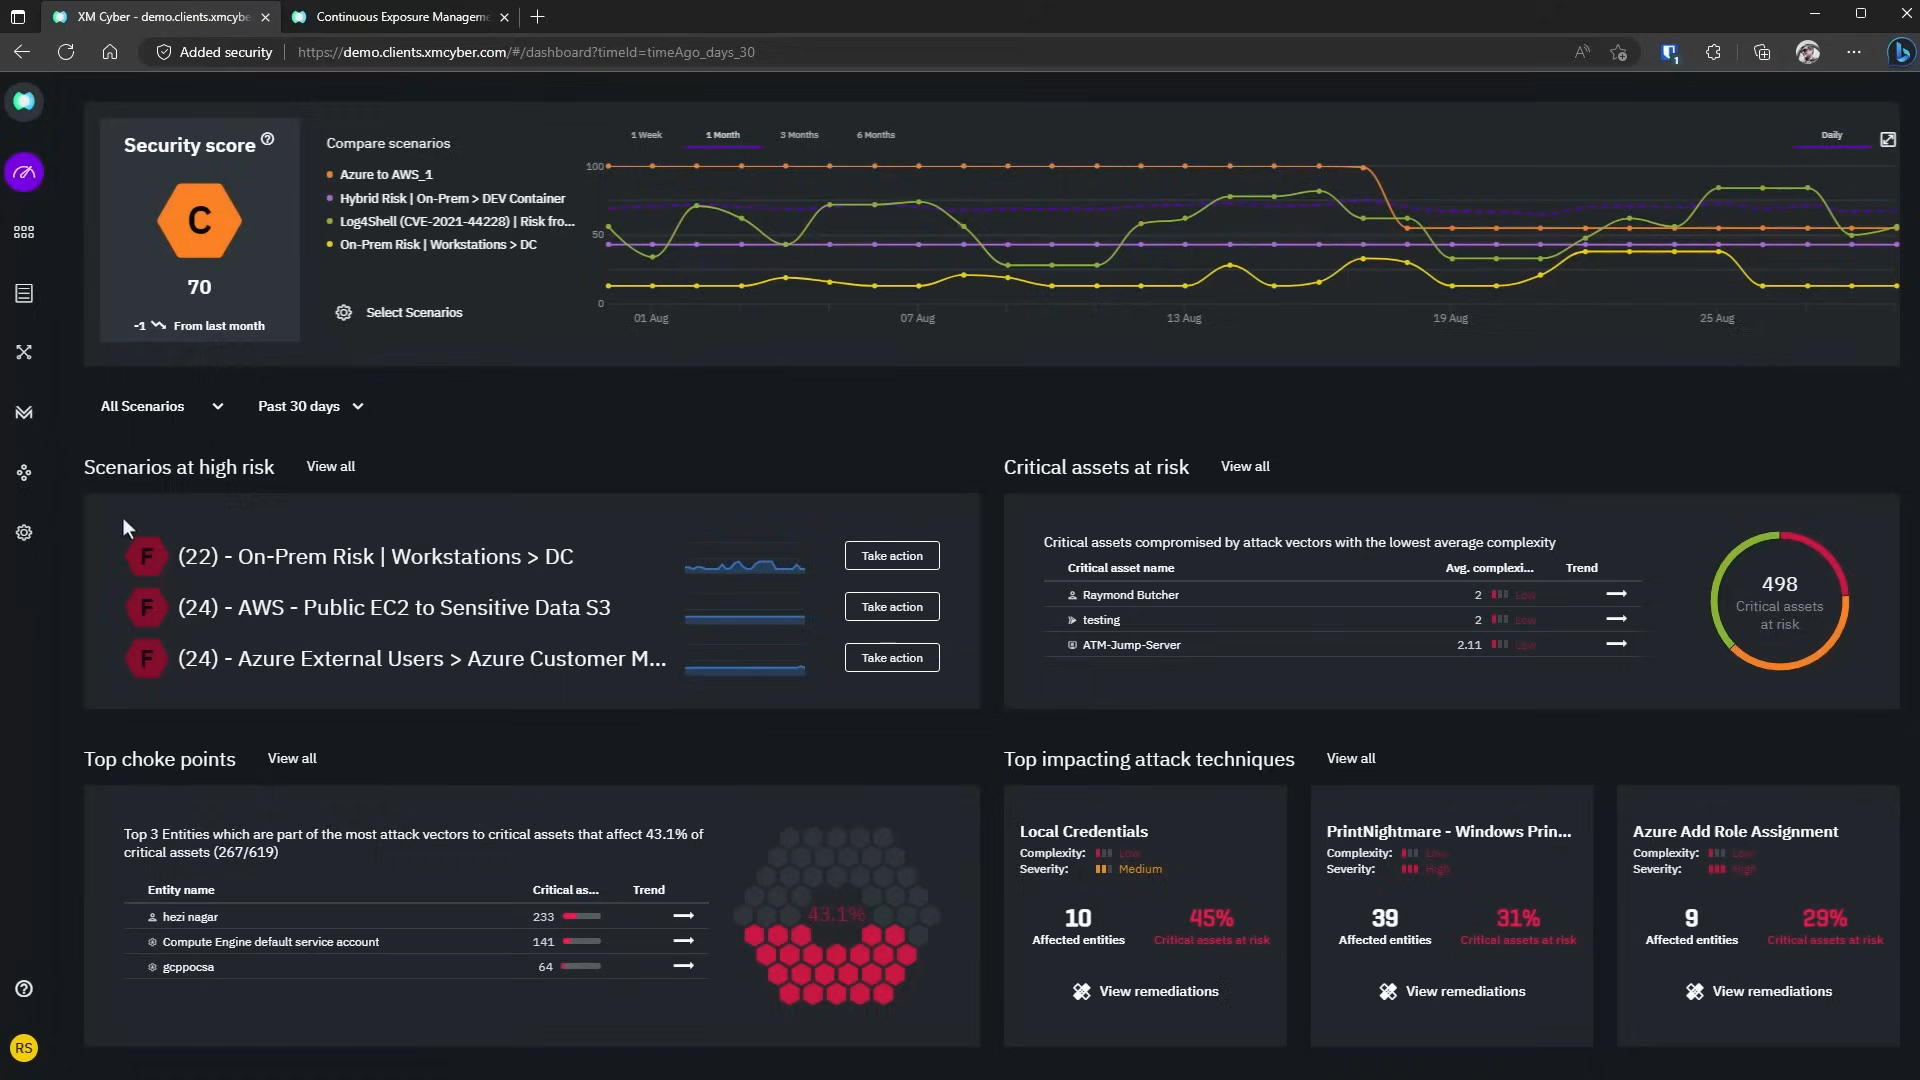 XM Cyber - demo.clients.xmcybe
Continuous Exposure Manageme
Added security
https://demo.clients.xmcyber.com/#/dashboard?timeId=timeAgo_days_30
Security score
C
70
-1 From last month
Compare scenarios
Azure to AWS_1
Hybrid Risk | On-Prem > DEV Container
Log4Shell (CVE-2021-44228) | Risk fro...
On-Prem Risk | Workstations > DC
Select Scenarios
1 Week 1 Month 3 Months 6 Months Daily
100
50
0
01 Aug 07 Aug 13 Aug 19 Aug 25 Aug
All Scenarios Past 30 days
Scenarios at high risk View all
F (22) - On-Prem Risk | Workstations > DC Take action
F (24) - AWS - Public EC2 to Sensitive Data S3 Take action
F (24) - Azure External Users > Azure Customer M... Take action
Critical assets at risk View all
Critical assets compromised by attack vectors with the lowest average complexity
Critical asset name Avg. complexi... Trend
Raymond Butcher 2 Low
testing 2 Low
ATM-Jump-Server 2.11 Low
498
Critical assets
at risk
Top choke points View all
Top 3 Entities which are part of the most attack vectors to critical assets that affect 43.1% of
critical assets (267/619)
Entity name Critical as... Trend
hezi nagar 233
Compute Engine default service account 141
gcppocsa 64
43.1%
Top impacting attack techniques View all
Local Credentials
Complexity: Low
Severity: Medium
10 45%
Affected entities Critical assets at risk
View remediations
PrintNightmare - Windows Prin...
Complexity: Low
Severity: High
39 31%
Affected entities Critical assets at risk
View remediations
Azure Add Role Assignment
Complexity: Low
Severity: High
9 29%
Affected entities Critical assets at risk
View remediations
RS